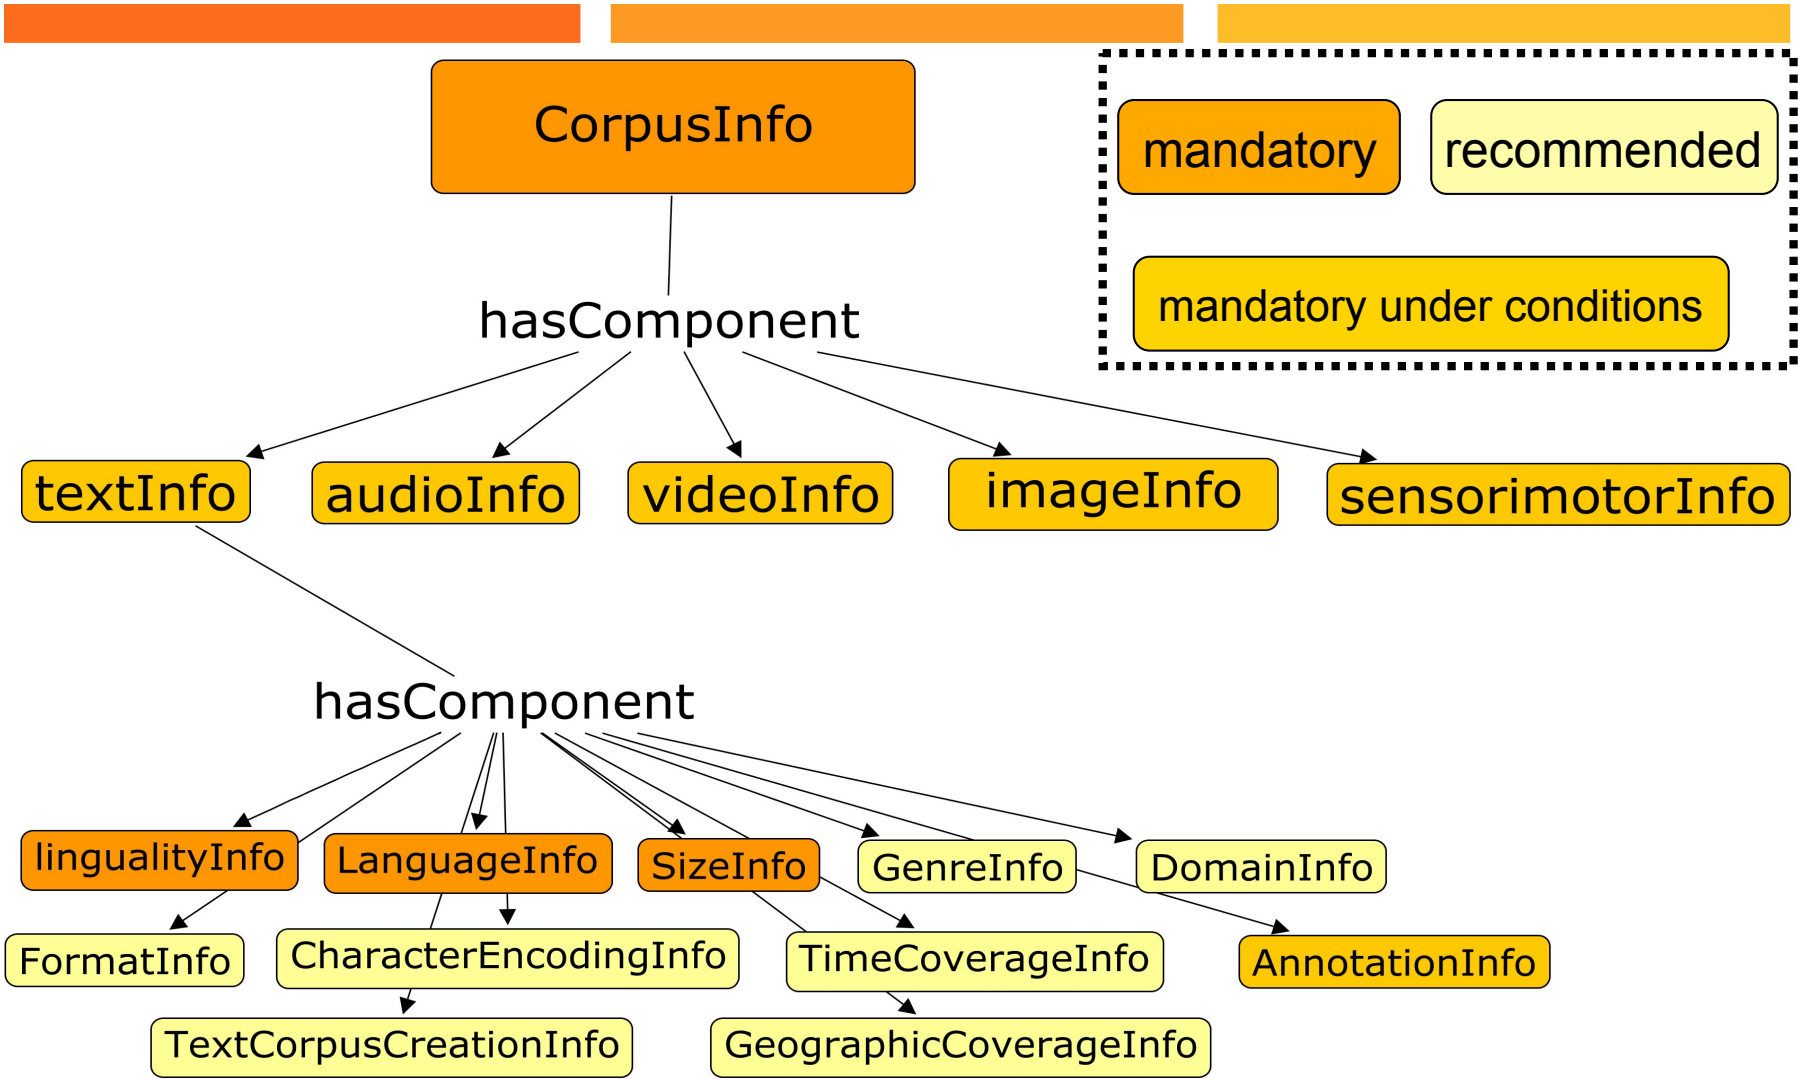 CorpusInfo
mandatory
recommended
mandatory under conditions
hasComponent
textInfo
audioInfo
videoInfo
imageInfo
sensorimotorInfo
hasComponent
lingualityInfo
LanguageInfo
SizeInfo
GenreInfo
DomainInfo
FormatInfo
CharacterEncodingInfo
TimeCoverageInfo
AnnotationInfo
TextCorpusCreationInfo
GeographicCoverageInfo